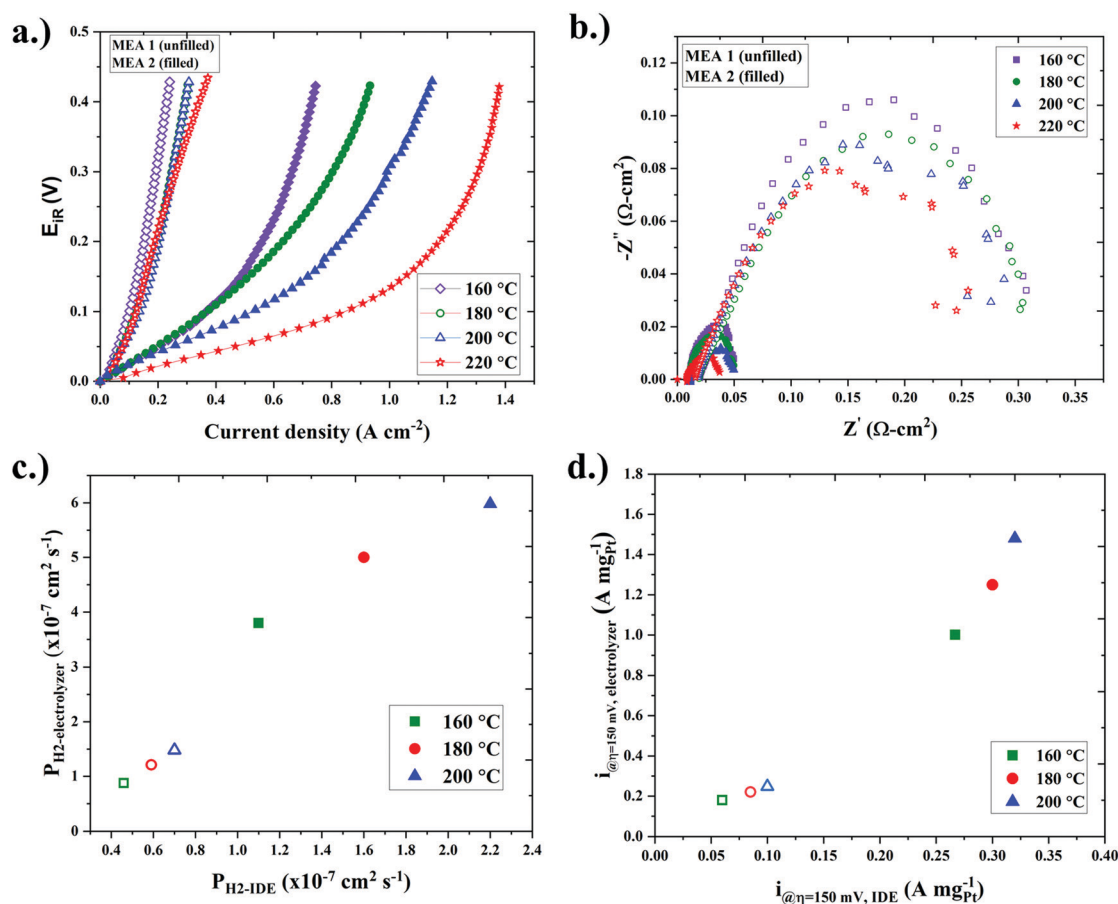 a.)
MEA 1 (unfilled)
MEA 2 (filled)
0.5
0.4
0.3
0.2
0.1
0.0
E_iR (V)
160 °C
180 °C
200 °C
220 °C
0.0 0.2 0.4 0.6 0.8 1.0 1.2 1.4
Current density (A cm⁻²)
b.)
MEA 1 (unfilled)
MEA 2 (filled)
160 °C
180 °C
200 °C
220 °C
-0.12
0.10
0.08
0.06
0.04
0.02
0.00
-Z'' (Ω-cm²)
0.00 0.05 0.10 0.15 0.20 0.25 0.30 0.35
Z' (Ω-cm²)
c.)
6
5
4
3
2
1
0
P_H2-electrolyzer (x10⁻⁷ cm² s⁻¹)
160 °C
180 °C
200 °C
0.4 0.6 0.8 1.0 1.2 1.4 1.6 1.8 2.0 2.2 2.4
P_H2-IDE (x10⁻⁷ cm² s⁻¹)
d.)
1.8
1.6
1.4
1.2
1.0
0.8
0.6
0.4
0.2
0.0
i_@η=150 mV, electrolyzer (A mg⁻¹_Pt)
160 °C
180 °C
200 °C
0.00 0.05 0.10 0.15 0.20 0.25 0.30 0.35 0.40
i_@η=150 mV, IDE (A mg⁻¹_Pt)